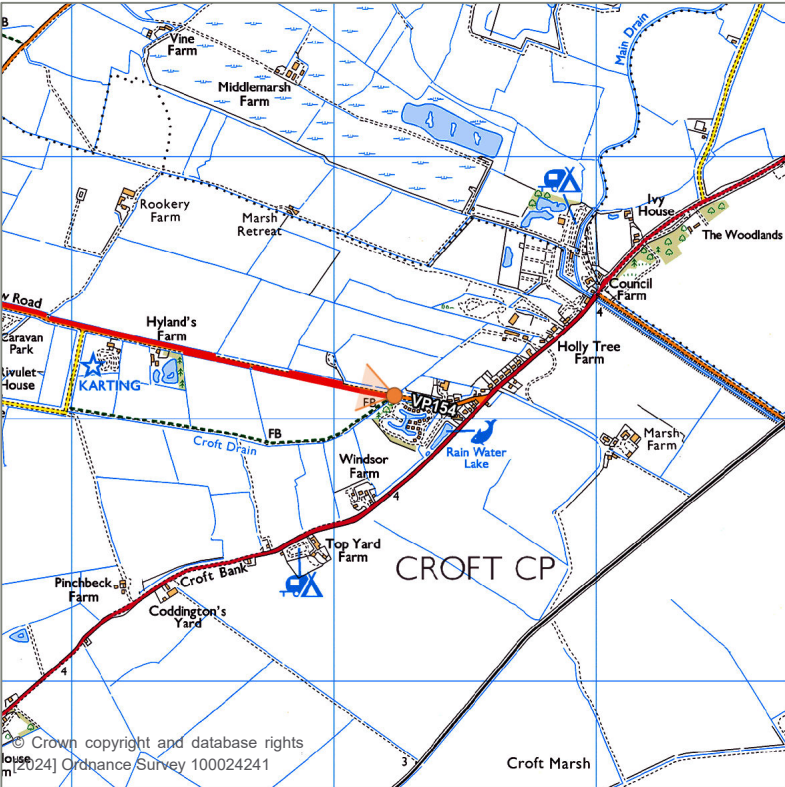 B
Vine
Farm
Middlemarsh
Farm
Main Drain
Rookery
Farm
Marsh
Retreat
Ivy
House
The Woodlands
Council
Farm
4
w Road
Hyland's
Farm
Caravan
Park
Rivulet
House
KARTING
Holly Tree
Farm
FB
VP154
FB
Croft Drain
Rain Water
Lake
Marsh
Farm
Windsor
Farm
4
Top Yard
Farm
CROFT CP
Croft Bank
Pinchbeck
Farm
Coddington's
Yard
4
© Crown copyright and database rights
[2024] Ordnance Survey 100024241
ouse
m
3
Croft Marsh